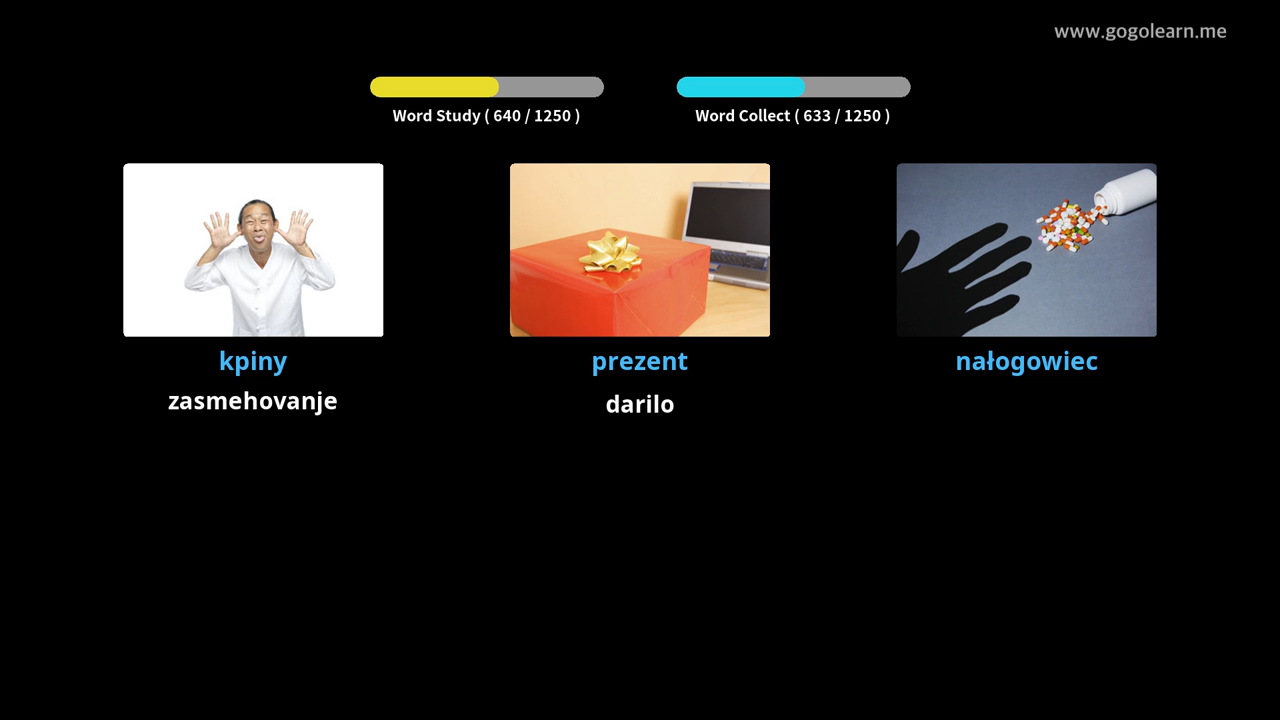 www.gogolearn.me
Word Study ( 640 / 1250 )
Word Collect ( 633 / 1250 )
kpiny
prezent
nałogowiec
zasmehovanje
darilo